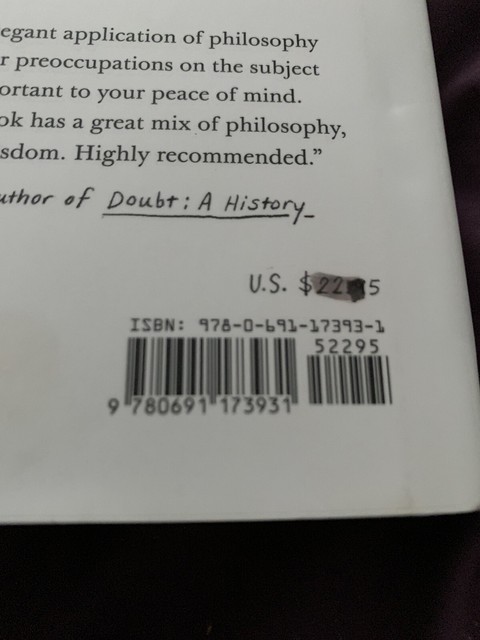 egant application of philosophy
r preoccupations on the subject
ortant to your peace of mind.
ok has a great mix of philosophy,
sdom. Highly recommended.”
uthor of Doubt: A History
U.S. $22.95
ISBN: 978-0-691-17393-1
52295
9 780691 173931